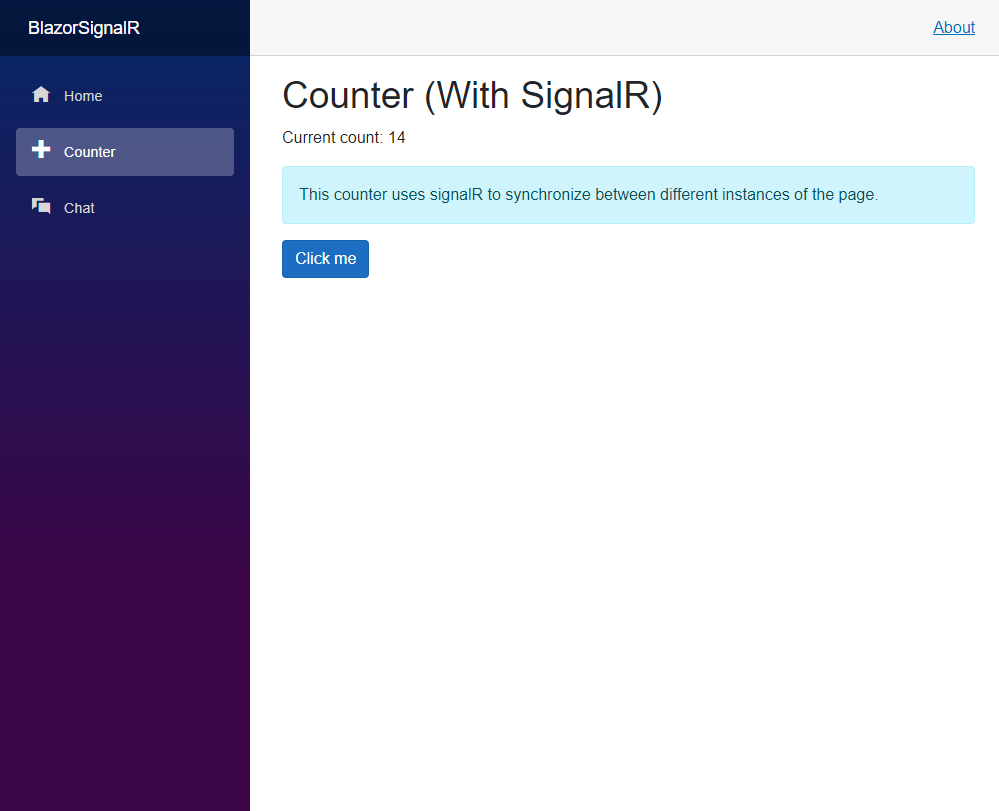 BlazorSignalR
About
Home
Counter
Chat
Counter (With SignalR)
Current count: 14
This counter uses signalR to synchronize between different instances of the page.
Click me